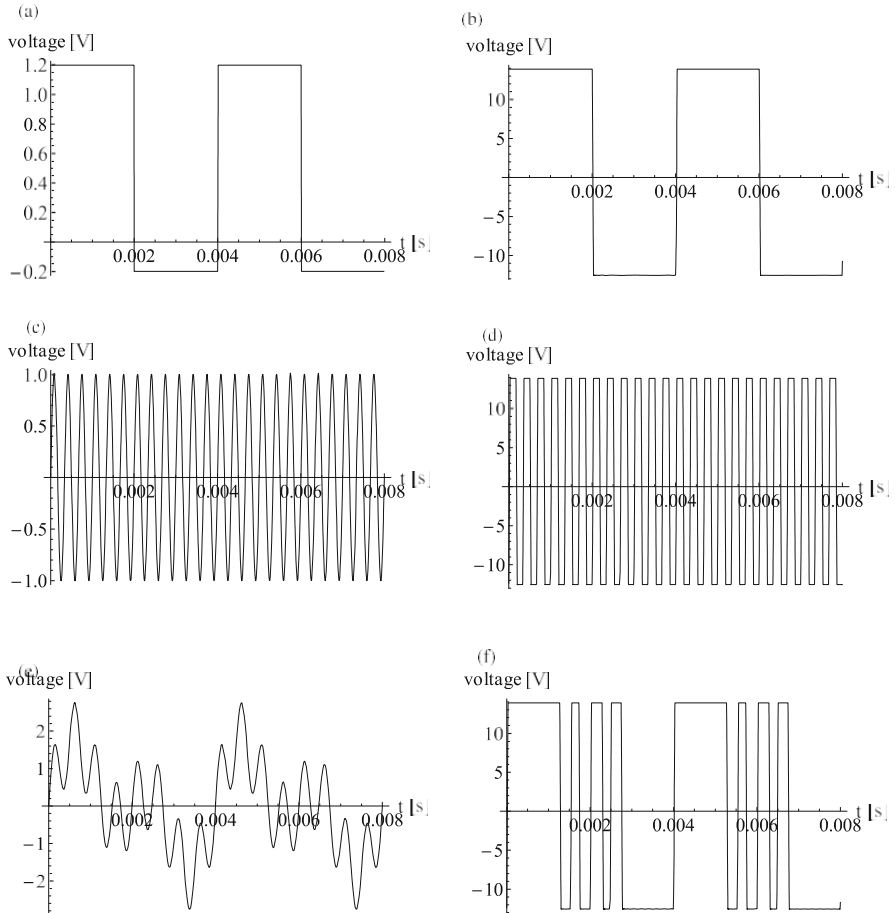 (a)
voltage [V]
1.2
1.0
0.8
0.6
0.4
0.2
−0.2
0.002
0.004
0.006
0.008
t [s]
(b)
voltage [V]
10
5
−5
−10
0.002
0.004
0.006
0.008
t [s]
(c)
voltage [V]
1.0
0.5
−0.5
−1.0
0.002
0.004
0.006
0.008
t [s]
(d)
voltage [V]
10
5
−5
−10
0.002
0.004
0.006
0.008
t [s]
(e)
voltage [V]
2
1
−1
−2
0.002
0.004
0.006
0.008
t [s]
(f)
voltage [V]
10
5
−5
−10
0.002
0.004
0.006
0.008
t [s]